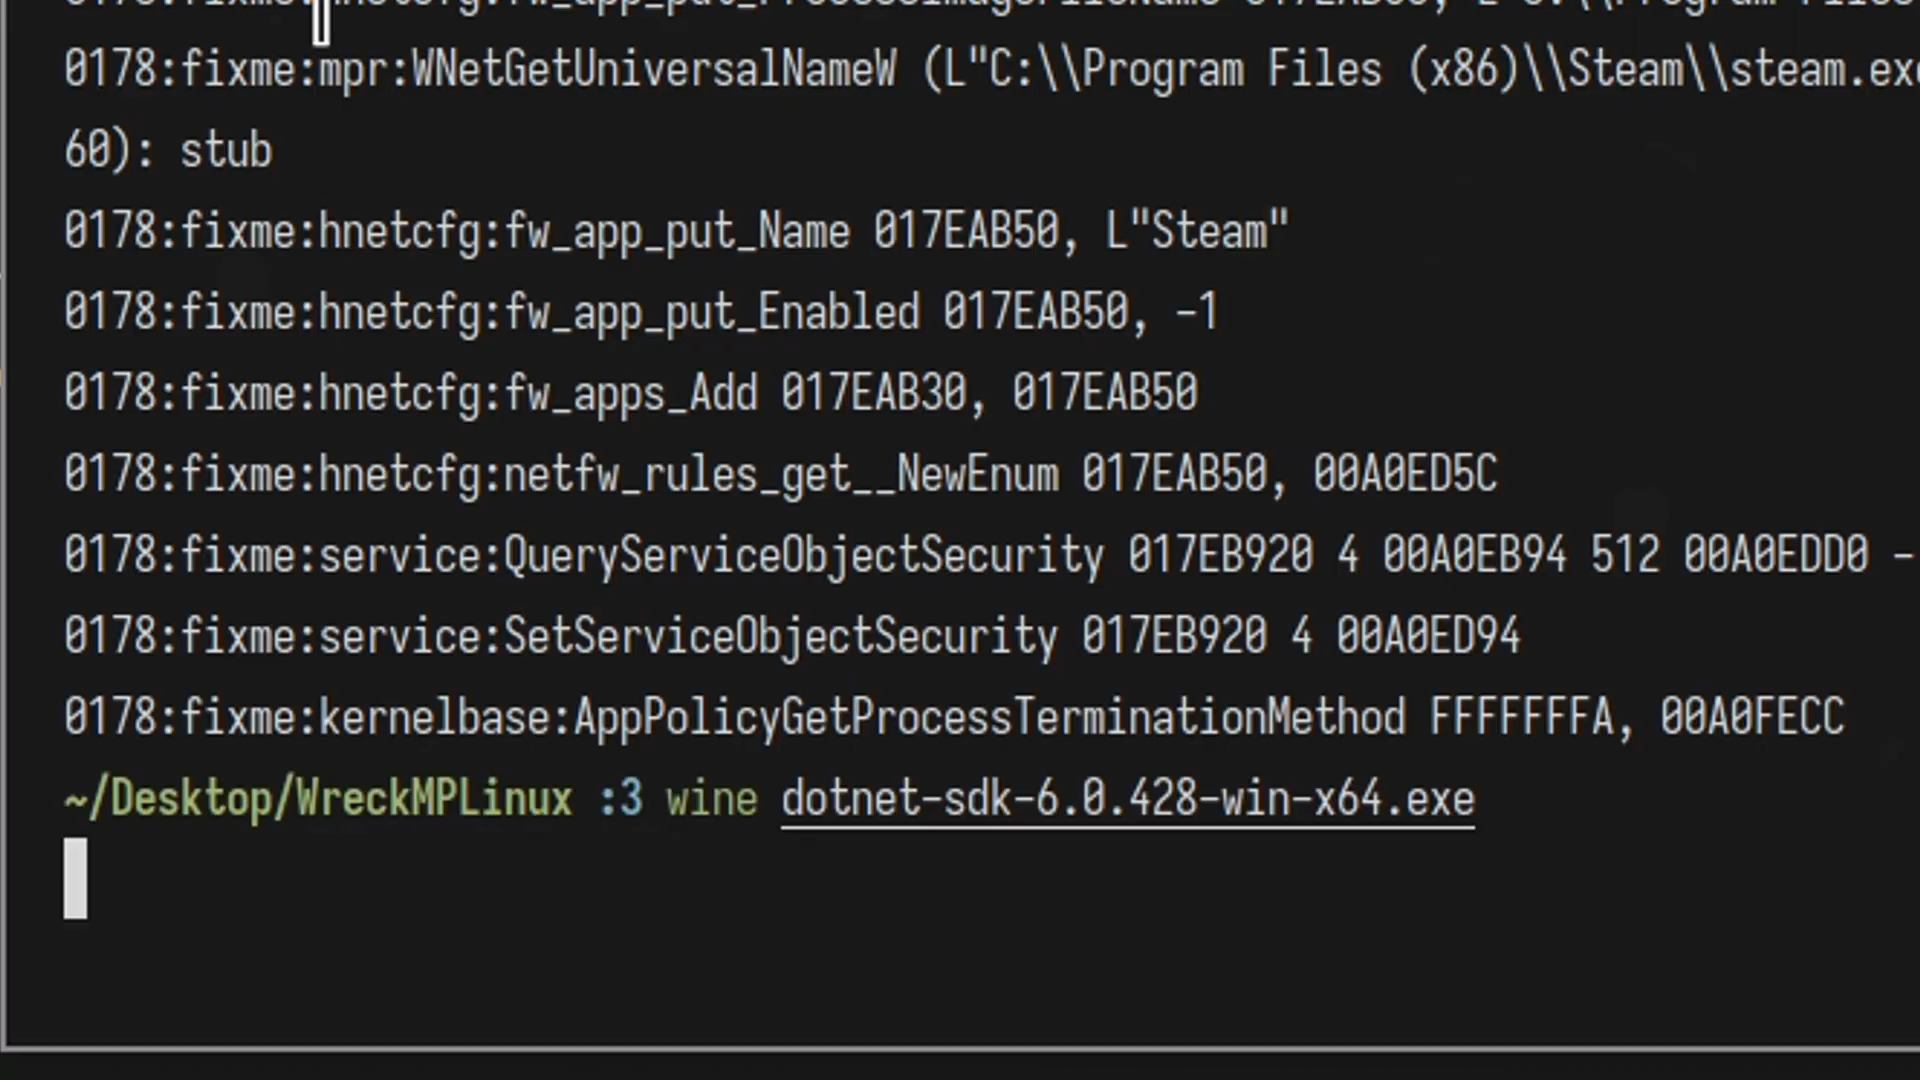 0178:fixme:mpr:WNetGetUniversalNameW (L"C:\\Program Files (x86)\\Steam\\steam.exe
60): stub
0178:fixme:hnetcfg:fw_app_put_Name 017EAB50, L"Steam"
0178:fixme:hnetcfg:fw_app_put_Enabled 017EAB50, -1
0178:fixme:hnetcfg:fw_apps_Add 017EAB30, 017EAB50
0178:fixme:hnetcfg:netfw_rules_get__NewEnum 017EAB50, 00A0ED5C
0178:fixme:service:QueryServiceObjectSecurity 017EB920 4 00A0EB94 512 00A0EDD0 -
0178:fixme:service:SetServiceObjectSecurity 017EB920 4 00A0ED94
0178:fixme:kernelbase:AppPolicyGetProcessTerminationMethod FFFFFFFA, 00A0FECC
~/Desktop/WreckMPLinux :3 wine dotnet-sdk-6.0.428-win-x64.exe